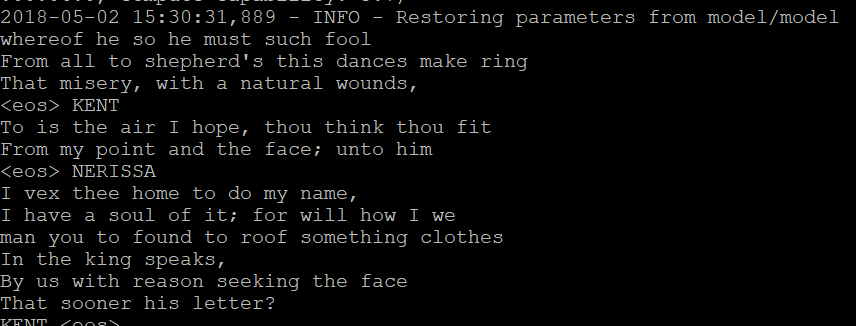 2018-05-02 15:30:31,889 - INFO - Restoring parameters from model/model
whereof he so he must such fool
From all to shepherd's this dances make ring
That misery, with a natural wounds,
<eos> KENT
To is the air I hope, thou think thou fit
From my point and the face; unto him
<eos> NERISSA
I vex thee home to do my name,
I have a soul of it; for will how I we
man you to found to roof something clothes
In the king speaks,
By us with reason seeking the face
That sooner his letter?
KENT <eos>